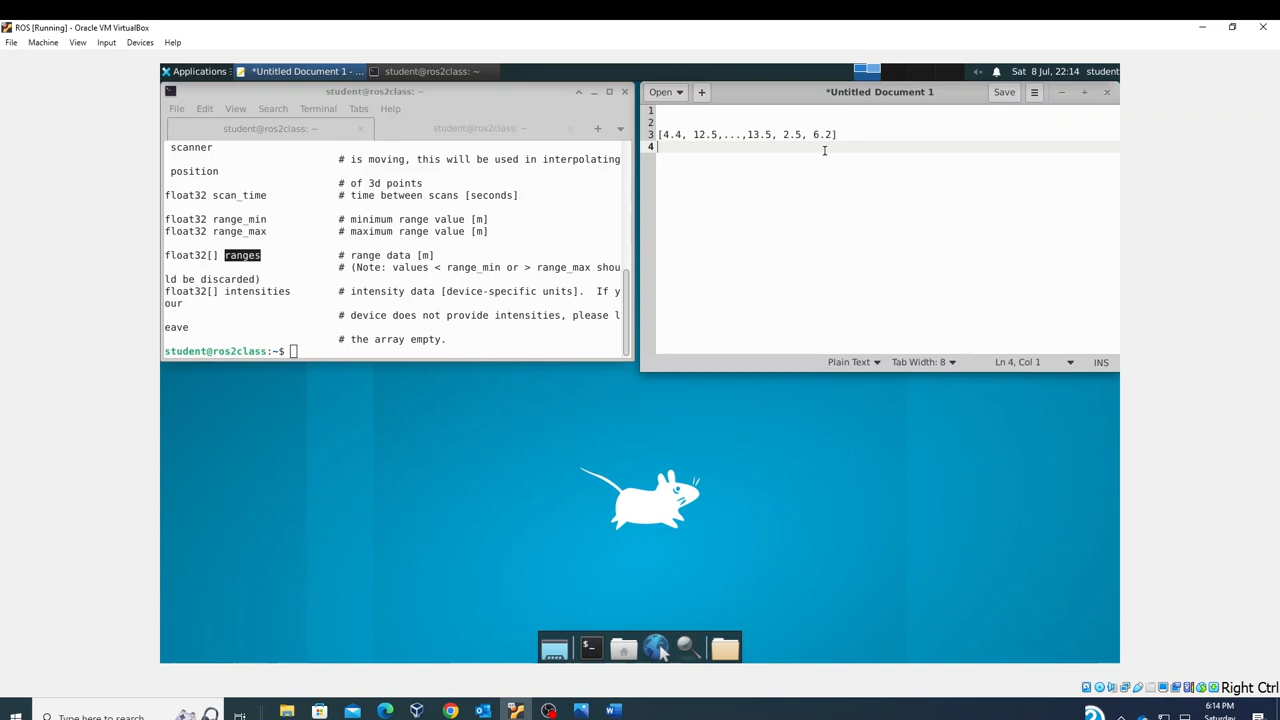 ROS [Running] - Oracle VM VirtualBox
File Machine View Input Devices Help
Applications *Untitled Document 1 - ... student@ros2class: ~ Sat 8 Jul, 22:14 student
student@ros2class: ~
File Edit View Search Terminal Tabs Help
student@ros2class: ~ student@ros2class: ~
scanner
# is moving, this will be used in interpolating
position
# of 3d points
float32 scan_time # time between scans [seconds]
float32 range_min # minimum range value [m]
float32 range_max # maximum range value [m]
float32[] ranges # range data [m]
# (Note: values < range_min or > range_max shou
ld be discarded)
float32[] intensities # intensity data [device-specific units]. If y
our
# device does not provide intensities, please l
eave
# the array empty.
student@ros2class:~$
Open + *Untitled Document 1 Save
1
2
3 [4.4, 12.5,...,13.5, 2.5, 6.2]
4
Plain Text Tab Width: 8 Ln 4, Col 1 INS
Right Ctrl
Type here to search 6:14 PM
Saturday